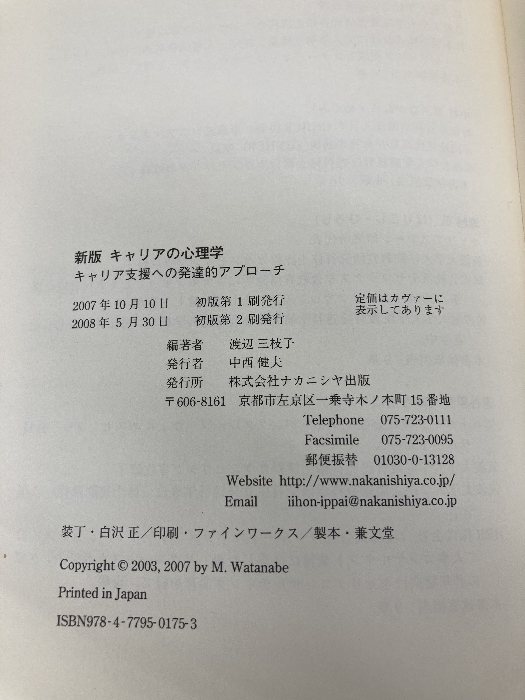 新版 キャリアの心理学
キャリア支援への発達的アプローチ
2007年10月10日 初版第1刷発行
定価はカヴァーに
2008年5月30日 初版第2刷発行
表示してあります
編著者 渡辺 三枝子
発行者 中西 健夫
発行所 株式会社ナカニシヤ出版
〒606-8161 京都市左京区一乗寺木ノ本町15番地
Telephone 075-723-0111
Facsimile 075-723-0095
郵便振替 01030-0-13128
Website http://www.nakanishiya.co.jp/
Email iihon-ippai@nakanishiya.co.jp
装丁・白沢 正/印刷・ファインワークス/製本・兼文堂
Copyright © 2003, 2007 by M. Watanabe
Printed in Japan
ISBN978-4-7795-0175-3